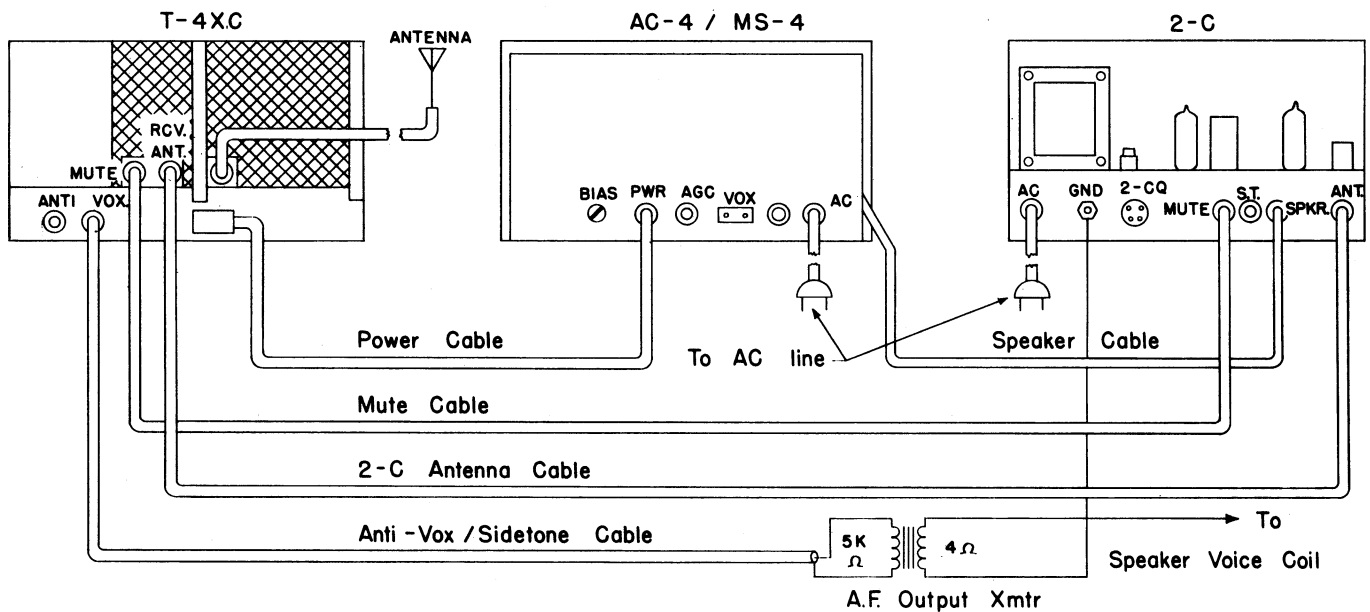 T-4X.C
AC-4 / MS-4
2-C
ANTENNA
RCV.
ANT.
MUTE
ANTI VOX.
BIAS PWR AGC VOX AC
AC GND 2-CQ MUTE S.T. SPKR. ANT.
Power Cable
To AC line
Speaker Cable
Mute Cable
2-C Antenna Cable
Anti-Vox / Sidetone Cable
5K
Ω
4Ω
To
Speaker Voice Coil
A.F. Output Xmtr